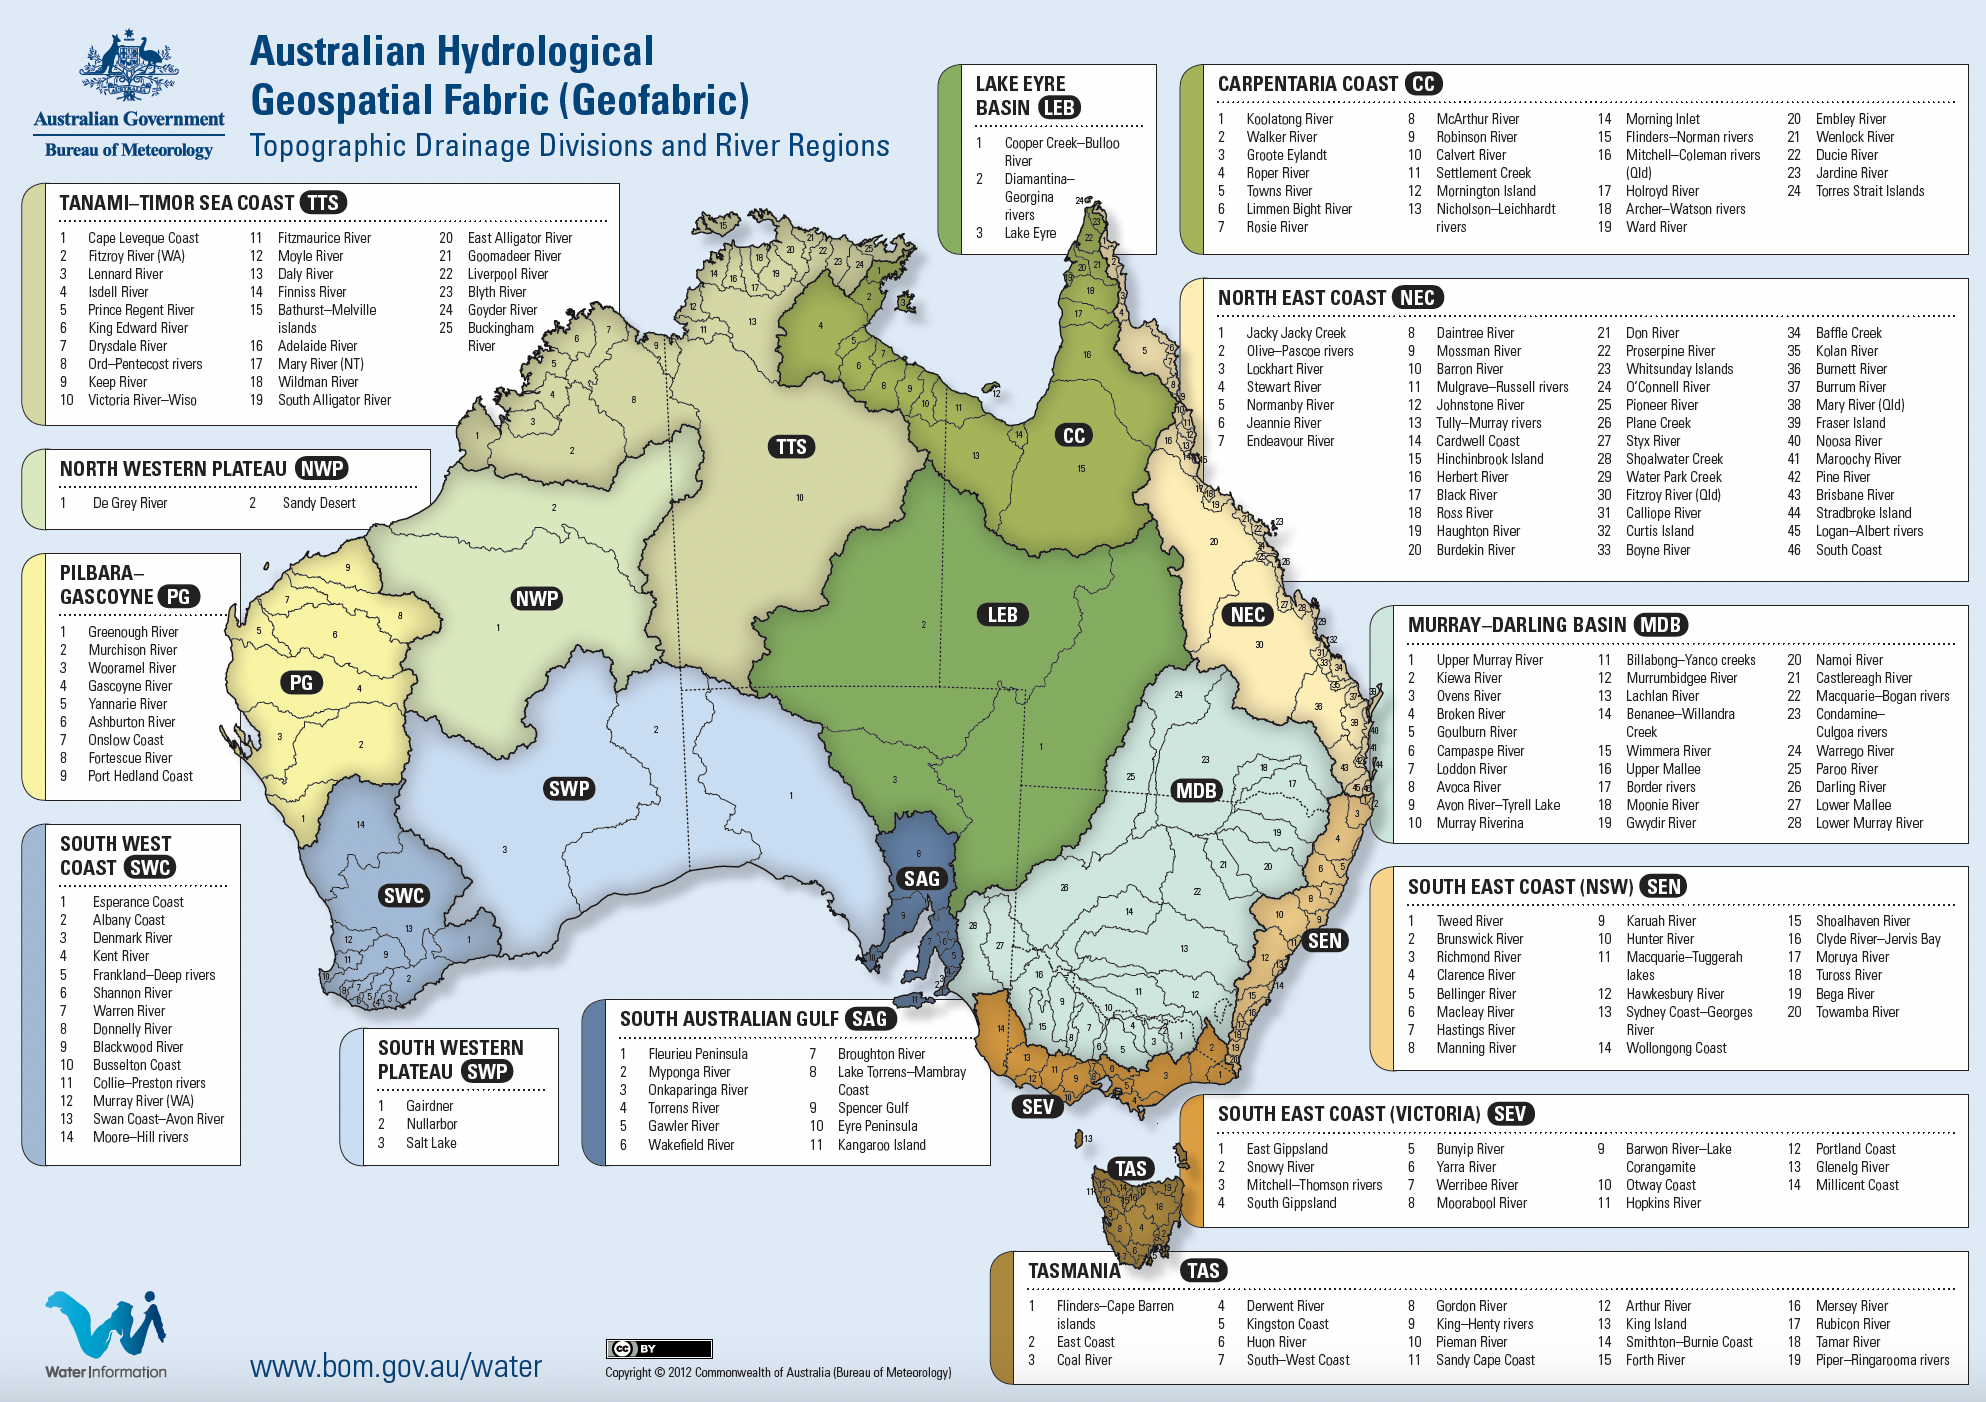 Australian Government
Bureau of Meteorology
Australian Hydrological
Geospatial Fabric (Geofabric)
Topographic Drainage Divisions and River Regions
TANAMI–TIMOR SEA COAST TTS
1 Cape Leveque Coast
2 Fitzroy River (WA)
3 Lennard River
4 Isdell River
5 Prince Regent River
6 King Edward River
7 Drysdale River
8 Ord–Pentecost rivers
9 Keep River
10 Victoria River–Wiso
11 Fitzmaurice River
12 Moyle River
13 Daly River
14 Finniss River
15 Bathurst–Melville
islands
16 Adelaide River
17 Mary River (NT)
18 Wildman River
19 South Alligator River
20 East Alligator River
21 Goomadeer River
22 Liverpool River
23 Blyth River
24 Goyder River
25 Buckingham
River
NORTH WESTERN PLATEAU NWP
1 De Grey River
2 Sandy Desert
PILBARA–
GASCOYNE PG
1 Greenough River
2 Murchison River
3 Wooramel River
4 Gascoyne River
5 Yannarie River
6 Ashburton River
7 Onslow Coast
8 Fortescue River
9 Port Hedland Coast
SOUTH WEST
COAST SWC
1 Esperance Coast
2 Albany Coast
3 Denmark River
4 Kent River
5 Frankland–Deep rivers
6 Shannon River
7 Warren River
8 Donnelly River
9 Blackwood River
10 Busselton Coast
11 Collie–Preston rivers
12 Murray River (WA)
13 Swan Coast–Avon River
14 Moore–Hill rivers
SOUTH WESTERN
PLATEAU SWP
1 Gairdner
2 Nullarbor
3 Salt Lake
SOUTH AUSTRALIAN GULF SAG
1 Fleurieu Peninsula
2 Myponga River
3 Onkaparinga River
4 Torrens River
5 Gawler River
6 Wakefield River
7 Broughton River
8 Lake Torrens–Mambray
Coast
9 Spencer Gulf
10 Eyre Peninsula
11 Kangaroo Island
LAKE EYRE
BASIN LEB
1 Cooper Creek–Bulloo
River
2 Diamantina–
Georgina
rivers
3 Lake Eyre
CARPENTARIA COAST CC
1 Koolatong River
2 Walker River
3 Groote Eylandt
4 Roper River
5 Towns River
6 Limmen Bight River
7 Rosie River
8 McArthur River
9 Robinson River
10 Calvert River
11 Settlement Creek
12 Mornington Island
13 Nicholson–Leichhardt
rivers
14 Morning Inlet
15 Flinders–Norman rivers
16 Mitchell–Coleman rivers
(Qld)
17 Holroyd River
18 Archer–Watson rivers
19 Ward River
20 Embley River
21 Wenlock River
22 Ducie River
23 Jardine River
24 Torres Strait Islands
NORTH EAST COAST NEC
1 Jacky Jacky Creek
2 Olive–Pascoe rivers
3 Lockhart River
4 Stewart River
5 Normanby River
6 Jeannie River
7 Endeavour River
8 Daintree River
9 Mossman River
10 Barron River
11 Mulgrave–Russell rivers
12 Johnstone River
13 Tully–Murray rivers
14 Cardwell Coast
15 Hinchinbrook Island
16 Herbert River
17 Black River
18 Ross River
19 Haughton River
20 Burdekin River
21 Don River
22 Proserpine River
23 Whitsunday Islands
24 O'Connell River
25 Pioneer River
26 Plane Creek
27 Styx River
28 Shoalwater Creek
29 Water Park Creek
30 Fitzroy River (Qld)
31 Calliope River
32 Curtis Island
33 Boyne River
34 Baffle Creek
35 Kolan River
36 Burnett River
37 Burrum River
38 Mary River (Qld)
39 Fraser Island
40 Noosa River
41 Maroochy River
42 Pine River
43 Brisbane River
44 Stradbroke Island
45 Logan–Albert rivers
46 South Coast
MURRAY–DARLING BASIN MDB
1 Upper Murray River
2 Kiewa River
3 Ovens River
4 Broken River
5 Goulburn River
6 Campaspe River
7 Loddon River
8 Avoca River
9 Avon River–Tyrell Lake
10 Murray Riverina
11 Billabong–Yanco creeks
12 Murrumbidgee River
13 Lachlan River
14 Benanee–Willandra
Creek
15 Wimmera River
16 Upper Mallee
17 Border rivers
18 Moonie River
19 Gwydir River
20 Namoi River
21 Castlereagh River
22 Macquarie–Bogan rivers
23 Condamine–
Culgoa rivers
24 Warrego River
25 Paroo River
26 Darling River
27 Lower Mallee
28 Lower Murray River
SOUTH EAST COAST (NSW) SEN
1 Tweed River
2 Brunswick River
3 Richmond River
4 Clarence River
5 Bellinger River
6 Macleay River
7 Hastings River
8 Manning River
9 Karuah River
10 Hunter River
11 Macquarie–Tuggerah
lakes
12 Hawkesbury River
13 Sydney Coast–Georges
River
14 Wollongong Coast
15 Shoalhaven River
16 Clyde River–Jervis Bay
17 Moruya River
18 Tuross River
19 Bega River
20 Towamba River
SOUTH EAST COAST (VICTORIA) SEV
1 East Gippsland
2 Snowy River
3 Mitchell–Thomson rivers
4 South Gippsland
5 Bunyip River
6 Yarra River
7 Werribee River
8 Moorabool River
9 Barwon River–Lake
Corangamite
10 Otway Coast
11 Hopkins River
12 Portland Coast
13 Glenelg River
14 Millicent Coast
TASMANIA TAS
1 Flinders–Cape Barren
islands
2 East Coast
3 Coal River
4 Derwent River
5 Kingston Coast
6 Huon River
7 South–West Coast
8 Gordon River
9 King–Henty rivers
10 Pieman River
11 Sandy Cape Coast
12 Arthur River
13 King Island
14 Smithton–Burnie Coast
15 Forth River
16 Mersey River
17 Rubicon River
18 Tamar River
19 Piper–Ringarooma rivers
TTS
CC
NWP
LEB
NEC
PG
SWP
MDB
SWC
SAG
SEN
SEV
TAS
Water Information
www.bom.gov.au/water
cc BY
Copyright © 2012 Commonwealth of Australia (Bureau of Meteorology)